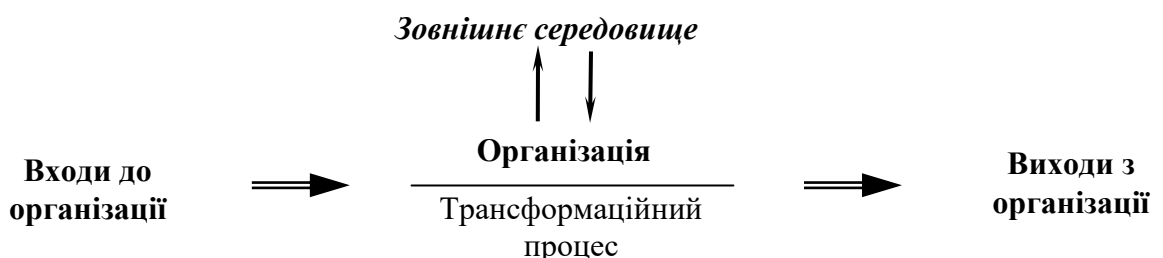 Зовнішнє середовище
Входи до
організації
Організація
Трансформаційний
процес
Виходи з
організації